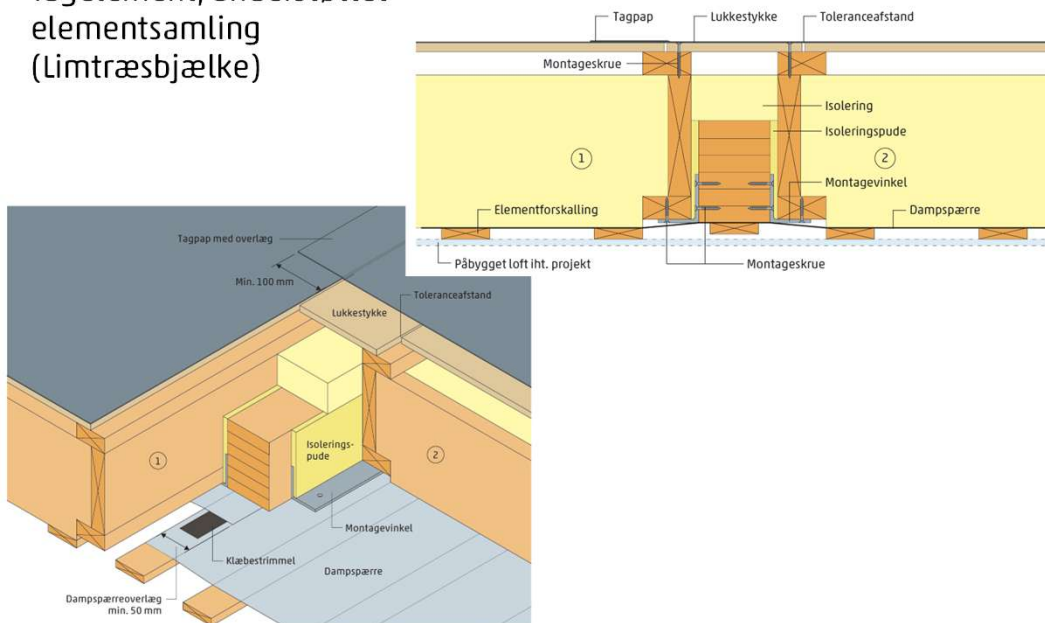 elementsamling
(Limtræsbjælke)
Tagpap
Lukkestykke
Toleranceafstand
Montageskrue
Isolering
Isoleringspude
1
2
Montagevinkel
Elementforskalling
Dampspærre
Påbygget loft iht. projekt
Montageskrue
Tagpap med overlæg
Min. 100 mm
Toleranceafstand
Lukkestykke
Isolerings-
pude
1
2
Montagevinkel
Klæbestrimmel
Dampspærre
Dampspærreoverlæg
min. 50 mm